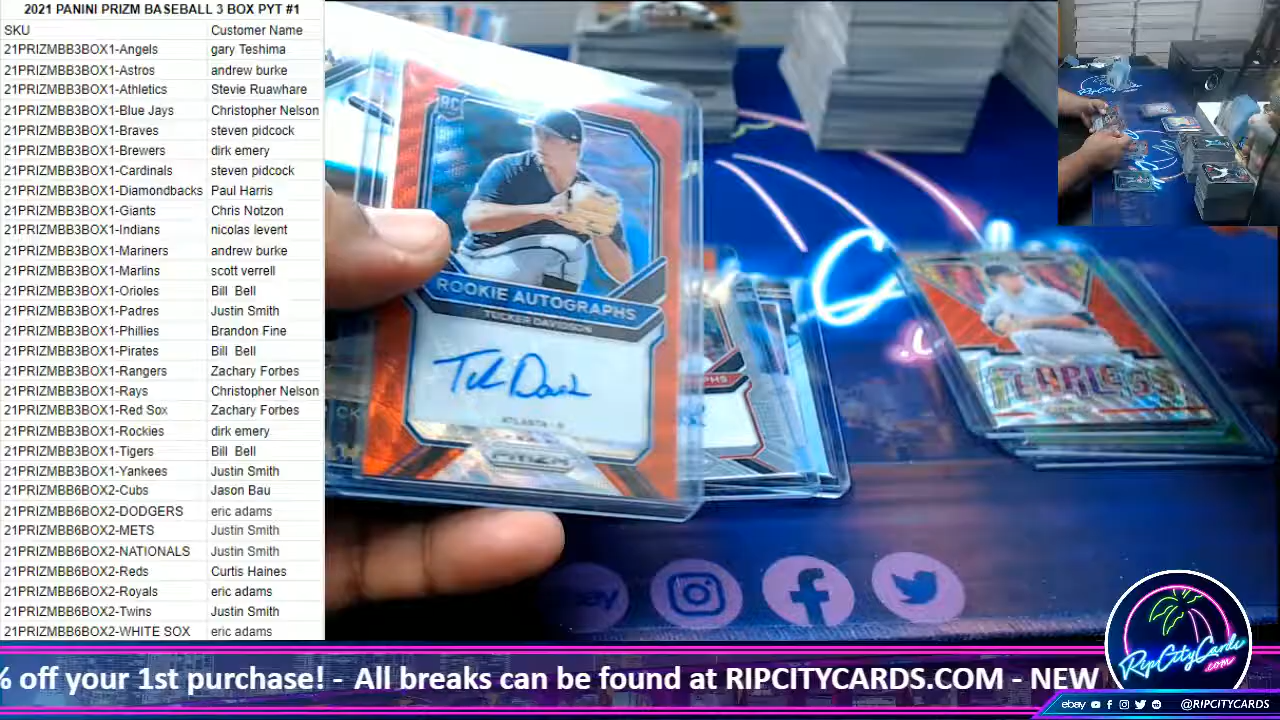 2021 PANINI PRIZM BASEBALL 3 BOX PYT #1
SKU Customer Name
21PRIZMBB3BOX1-Angels gary Teshima
21PRIZMBB3BOX1-Astros andrew burke
21PRIZMBB3BOX1-Athletics Stevie Ruawhare
21PRIZMBB3BOX1-Blue Jays Christopher Nelson
21PRIZMBB3BOX1-Braves steven pidcock
21PRIZMBB3BOX1-Brewers dirk emery
21PRIZMBB3BOX1-Cardinals steven pidcock
21PRIZMBB3BOX1-Diamondbacks Paul Harris
21PRIZMBB3BOX1-Giants Chris Notzon
21PRIZMBB3BOX1-Indians nicolas levent
21PRIZMBB3BOX1-Mariners andrew burke
21PRIZMBB3BOX1-Marlins scott verrell
21PRIZMBB3BOX1-Orioles Bill Bell
21PRIZMBB3BOX1-Padres Justin Smith
21PRIZMBB3BOX1-Phillies Brandon Fine
21PRIZMBB3BOX1-Pirates Bill Bell
21PRIZMBB3BOX1-Rangers Zachary Forbes
21PRIZMBB3BOX1-Rays Christopher Nelson
21PRIZMBB3BOX1-Red Sox Zachary Forbes
21PRIZMBB3BOX1-Rockies dirk emery
21PRIZMBB3BOX1-Tigers Bill Bell
21PRIZMBB3BOX1-Yankees Justin Smith
21PRIZMBB6BOX2-Cubs Jason Bau
21PRIZMBB6BOX2-DODGERS eric adams
21PRIZMBB6BOX2-METS Justin Smith
21PRIZMBB6BOX2-NATIONALS Justin Smith
21PRIZMBB6BOX2-Reds Curtis Haines
21PRIZMBB6BOX2-Royals eric adams
21PRIZMBB6BOX2-Twins Justin Smith
21PRIZMBB6BOX2-WHITE SOX eric adams
RC
ROOKIE AUTOGRAPHS
TUCKER DAVIDSON
ATLANTA - P
PRIZM
% off your 1st purchase! - All breaks can be found at RIPCITYCARDS.COM - NEW
RipCityCards
.com
ebay @RIPCITYCARDS